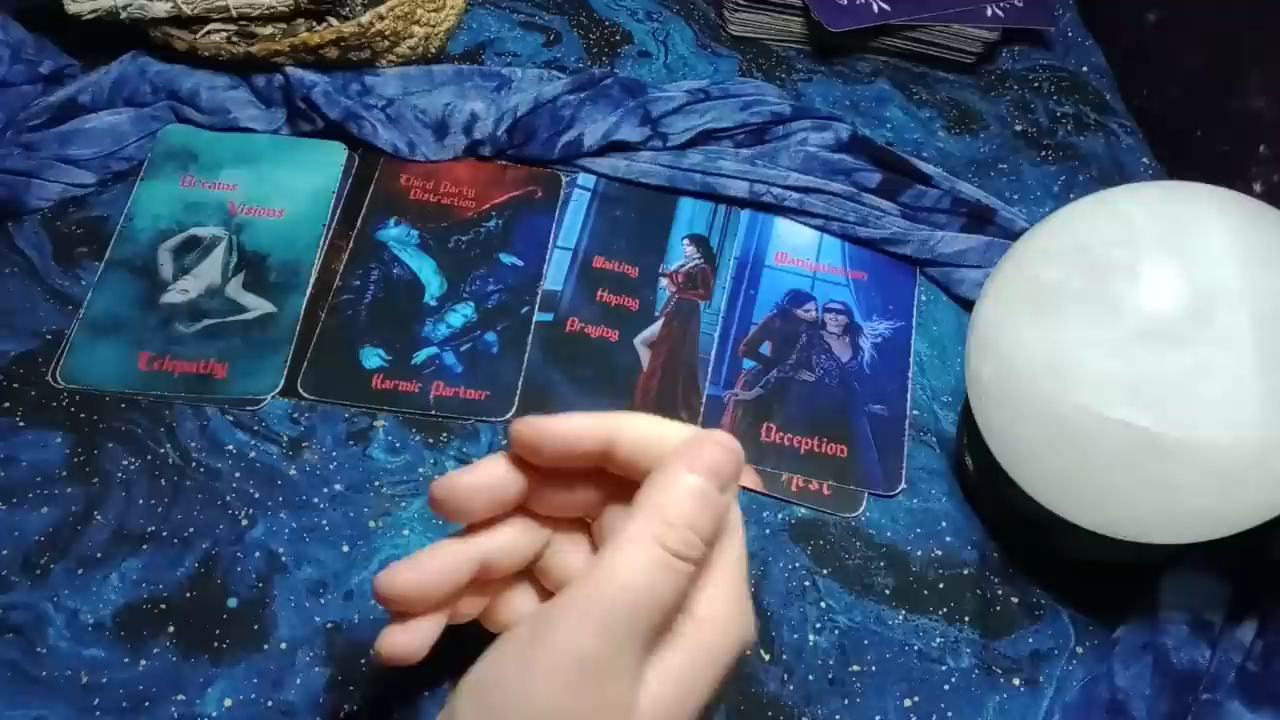 Dreams
Visions
Telepathy
Third Party
Distraction
Karmic Partner
Waiting
Hoping
Praying
Manipulation
Deception